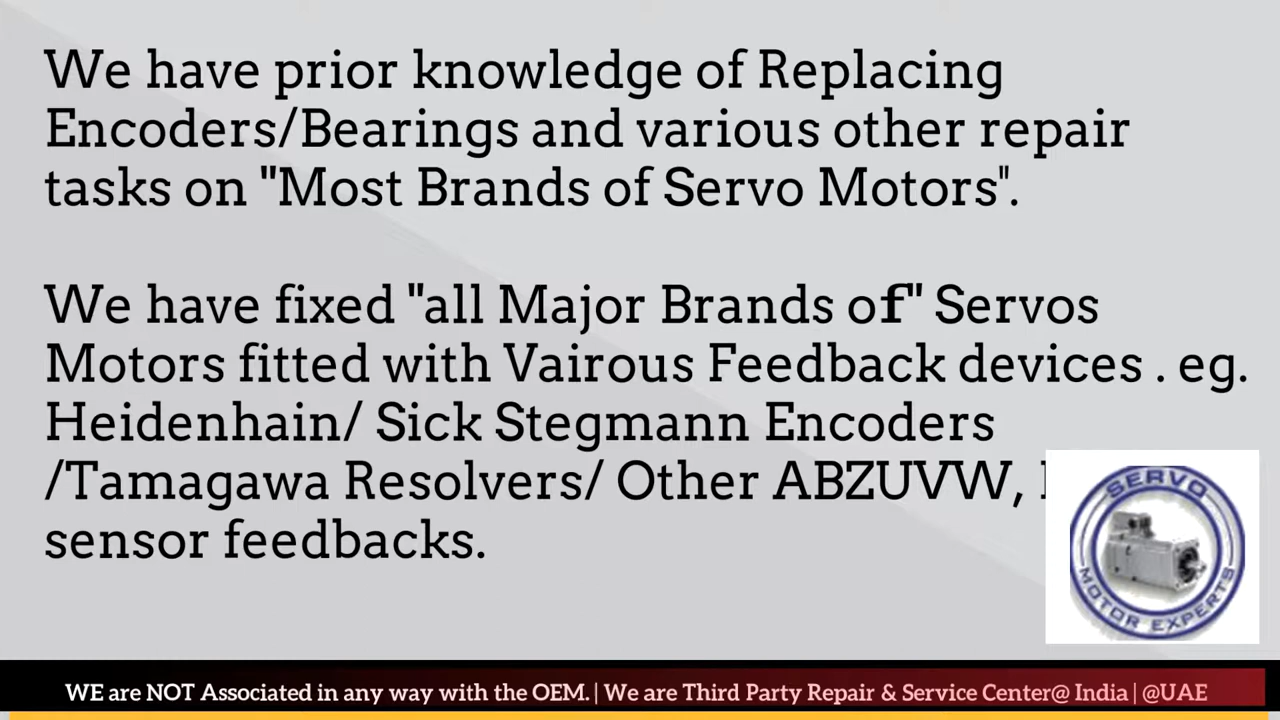 We have prior knowledge of Replacing
Encoders/Bearings and various other repair
tasks on "Most Brands of Servo Motors".
We have fixed "all Major Brands of" Servos
Motors fitted with Vairous Feedback devices . eg.
Heidenhain/ Sick Stegmann Encoders
/Tamagawa Resolvers/ Other ABZUVW,
sensor feedbacks.
SERVO
MOTOR EXPERTS
WE are NOT Associated in any way with the OEM. | We are Third Party Repair & Service Center@ India | @UAE